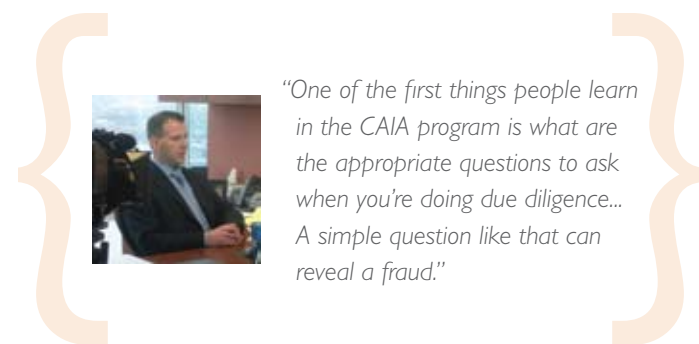 “One of the first things people learn
in the CAIA program is what are
the appropriate questions to ask
when you’re doing due diligence...
A simple question like that can
reveal a fraud.”